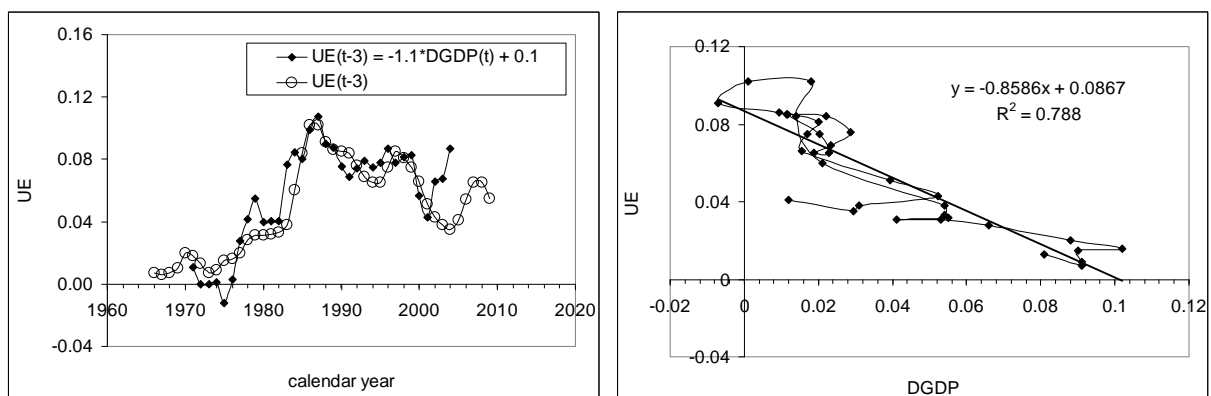 0.16
0.12
0.08
0.04
0.00
-0.04
1960 1970 1980 1990 2000 2010 2020
UE
calendar year
UE(t-3) = -1.1*DGDP(t) + 0.1
UE(t-3)
0.12
0.08
0.04
0
-0.04
-0.02 0 0.02 0.04 0.06 0.08 0.1 0.12
UE
DGDP
y = -0.8586x + 0.0867
R² = 0.788